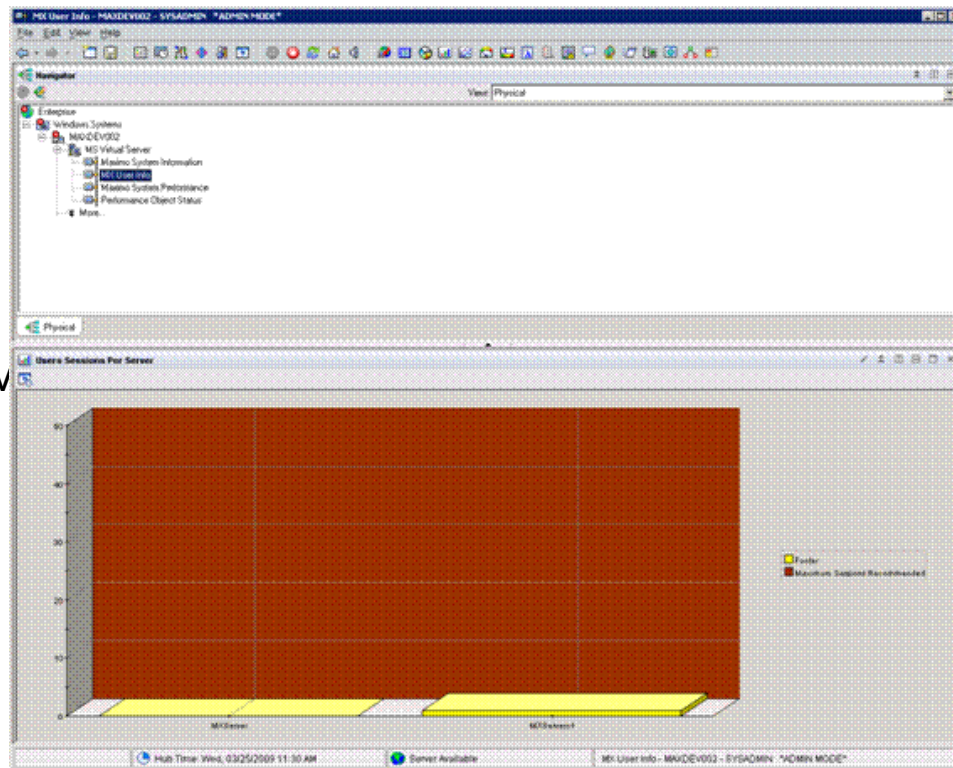 MX User Info - MAXDEV002 - SYSADMIN *ADMIN MODE*
File Edit View Help
Navigator
View: Physical
Enterprise
Windows Systems
MAXDEV002
MS Virtual Server
Maximo System Information
MX User Info
Maximo System Performance
Performance Object Status
More...
Physical
Users Sessions Per Server
M
50
40
30
20
10
0
Footer
Maximum Sessions Recommended
MXServer
MXServer1
Hub Time: Wed, 03/25/2009 11:30 AM
Server Available
MX User Info - MAXDEV002 - SYSADMIN *ADMIN MODE*